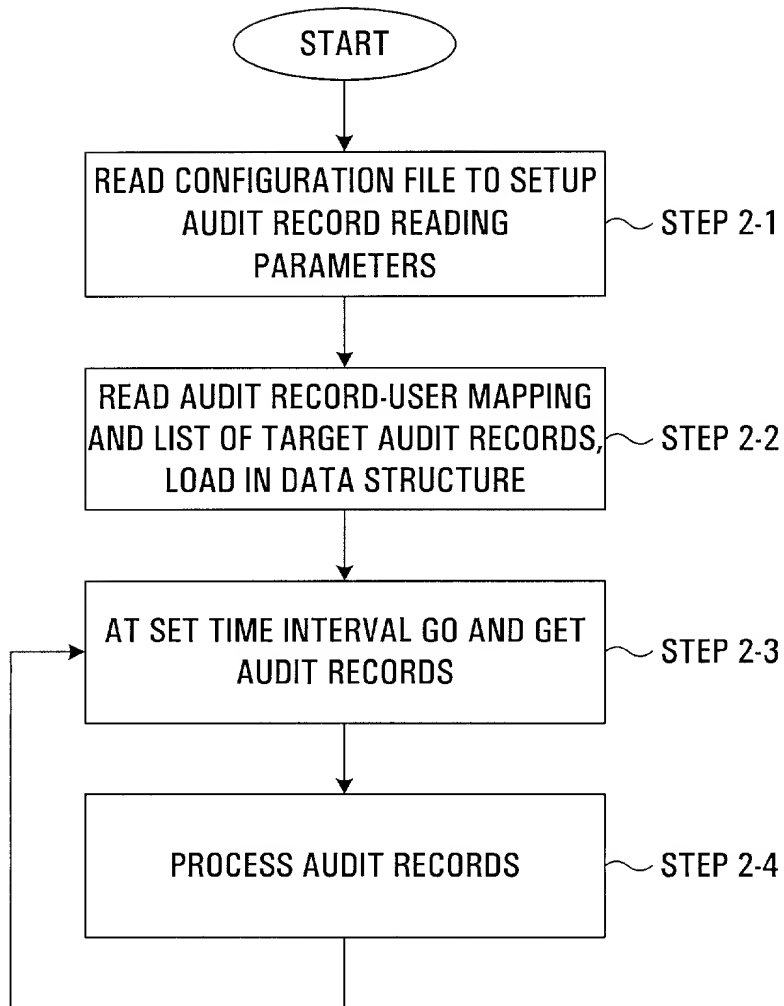 START
READ CONFIGURATION FILE TO SETUP
AUDIT RECORD READING
PARAMETERS
STEP 2-1
READ AUDIT RECORD-USER MAPPING
AND LIST OF TARGET AUDIT RECORDS,
LOAD IN DATA STRUCTURE
STEP 2-2
AT SET TIME INTERVAL GO AND GET
AUDIT RECORDS
STEP 2-3
PROCESS AUDIT RECORDS
STEP 2-4